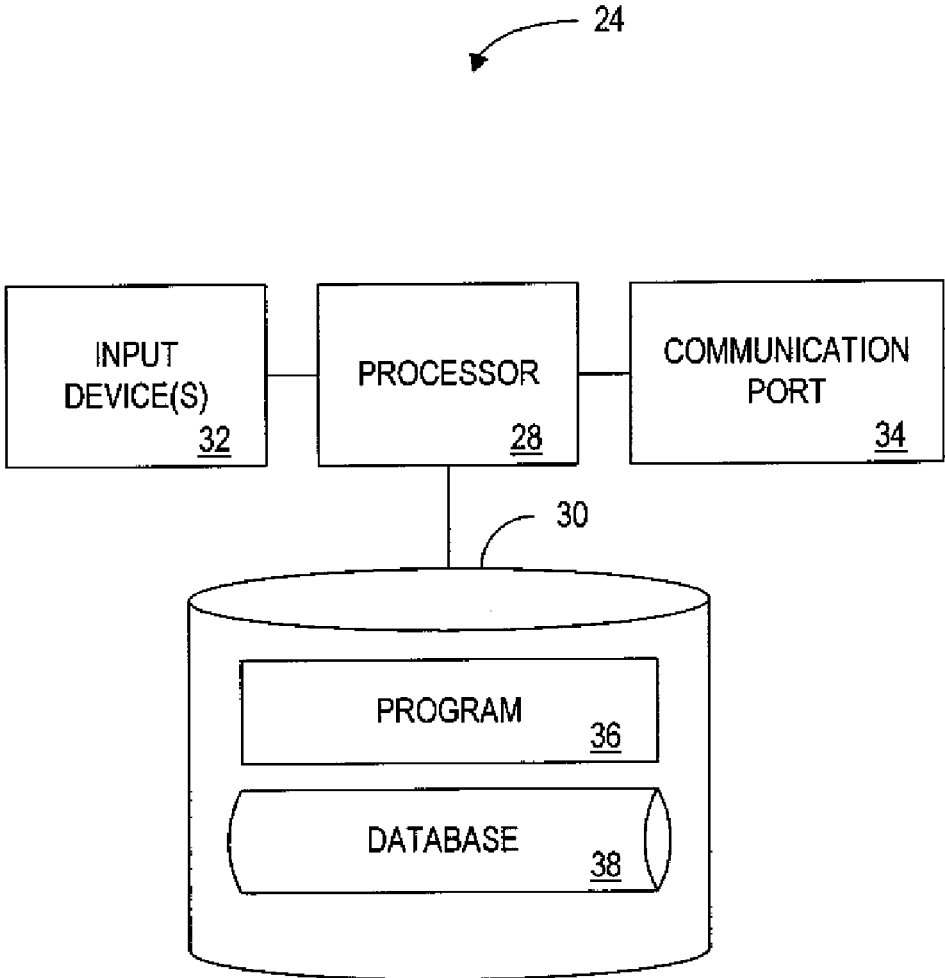 24
INPUT
DEVICE(S)
32
PROCESSOR
28
COMMUNICATION
PORT
34
30
PROGRAM
36
DATABASE
38